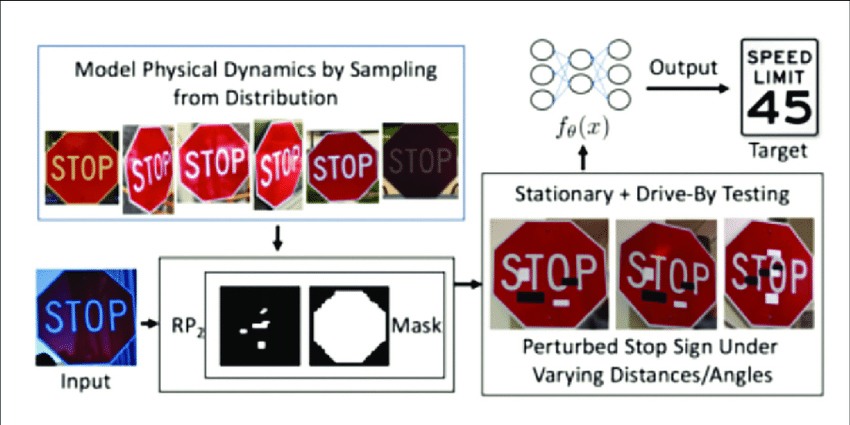 Model Physical Dynamics by Sampling
from Distribution
STOP
STOP
STOP
STOP
STOP
STOP
Output
SPEED
LIMIT
45
Target
fθ(x)
Stationary + Drive-By Testing
STOP
STOP
STOP
Perturbed Stop Sign Under
Varying Distances/Angles
STOP
Input
RP2
Mask